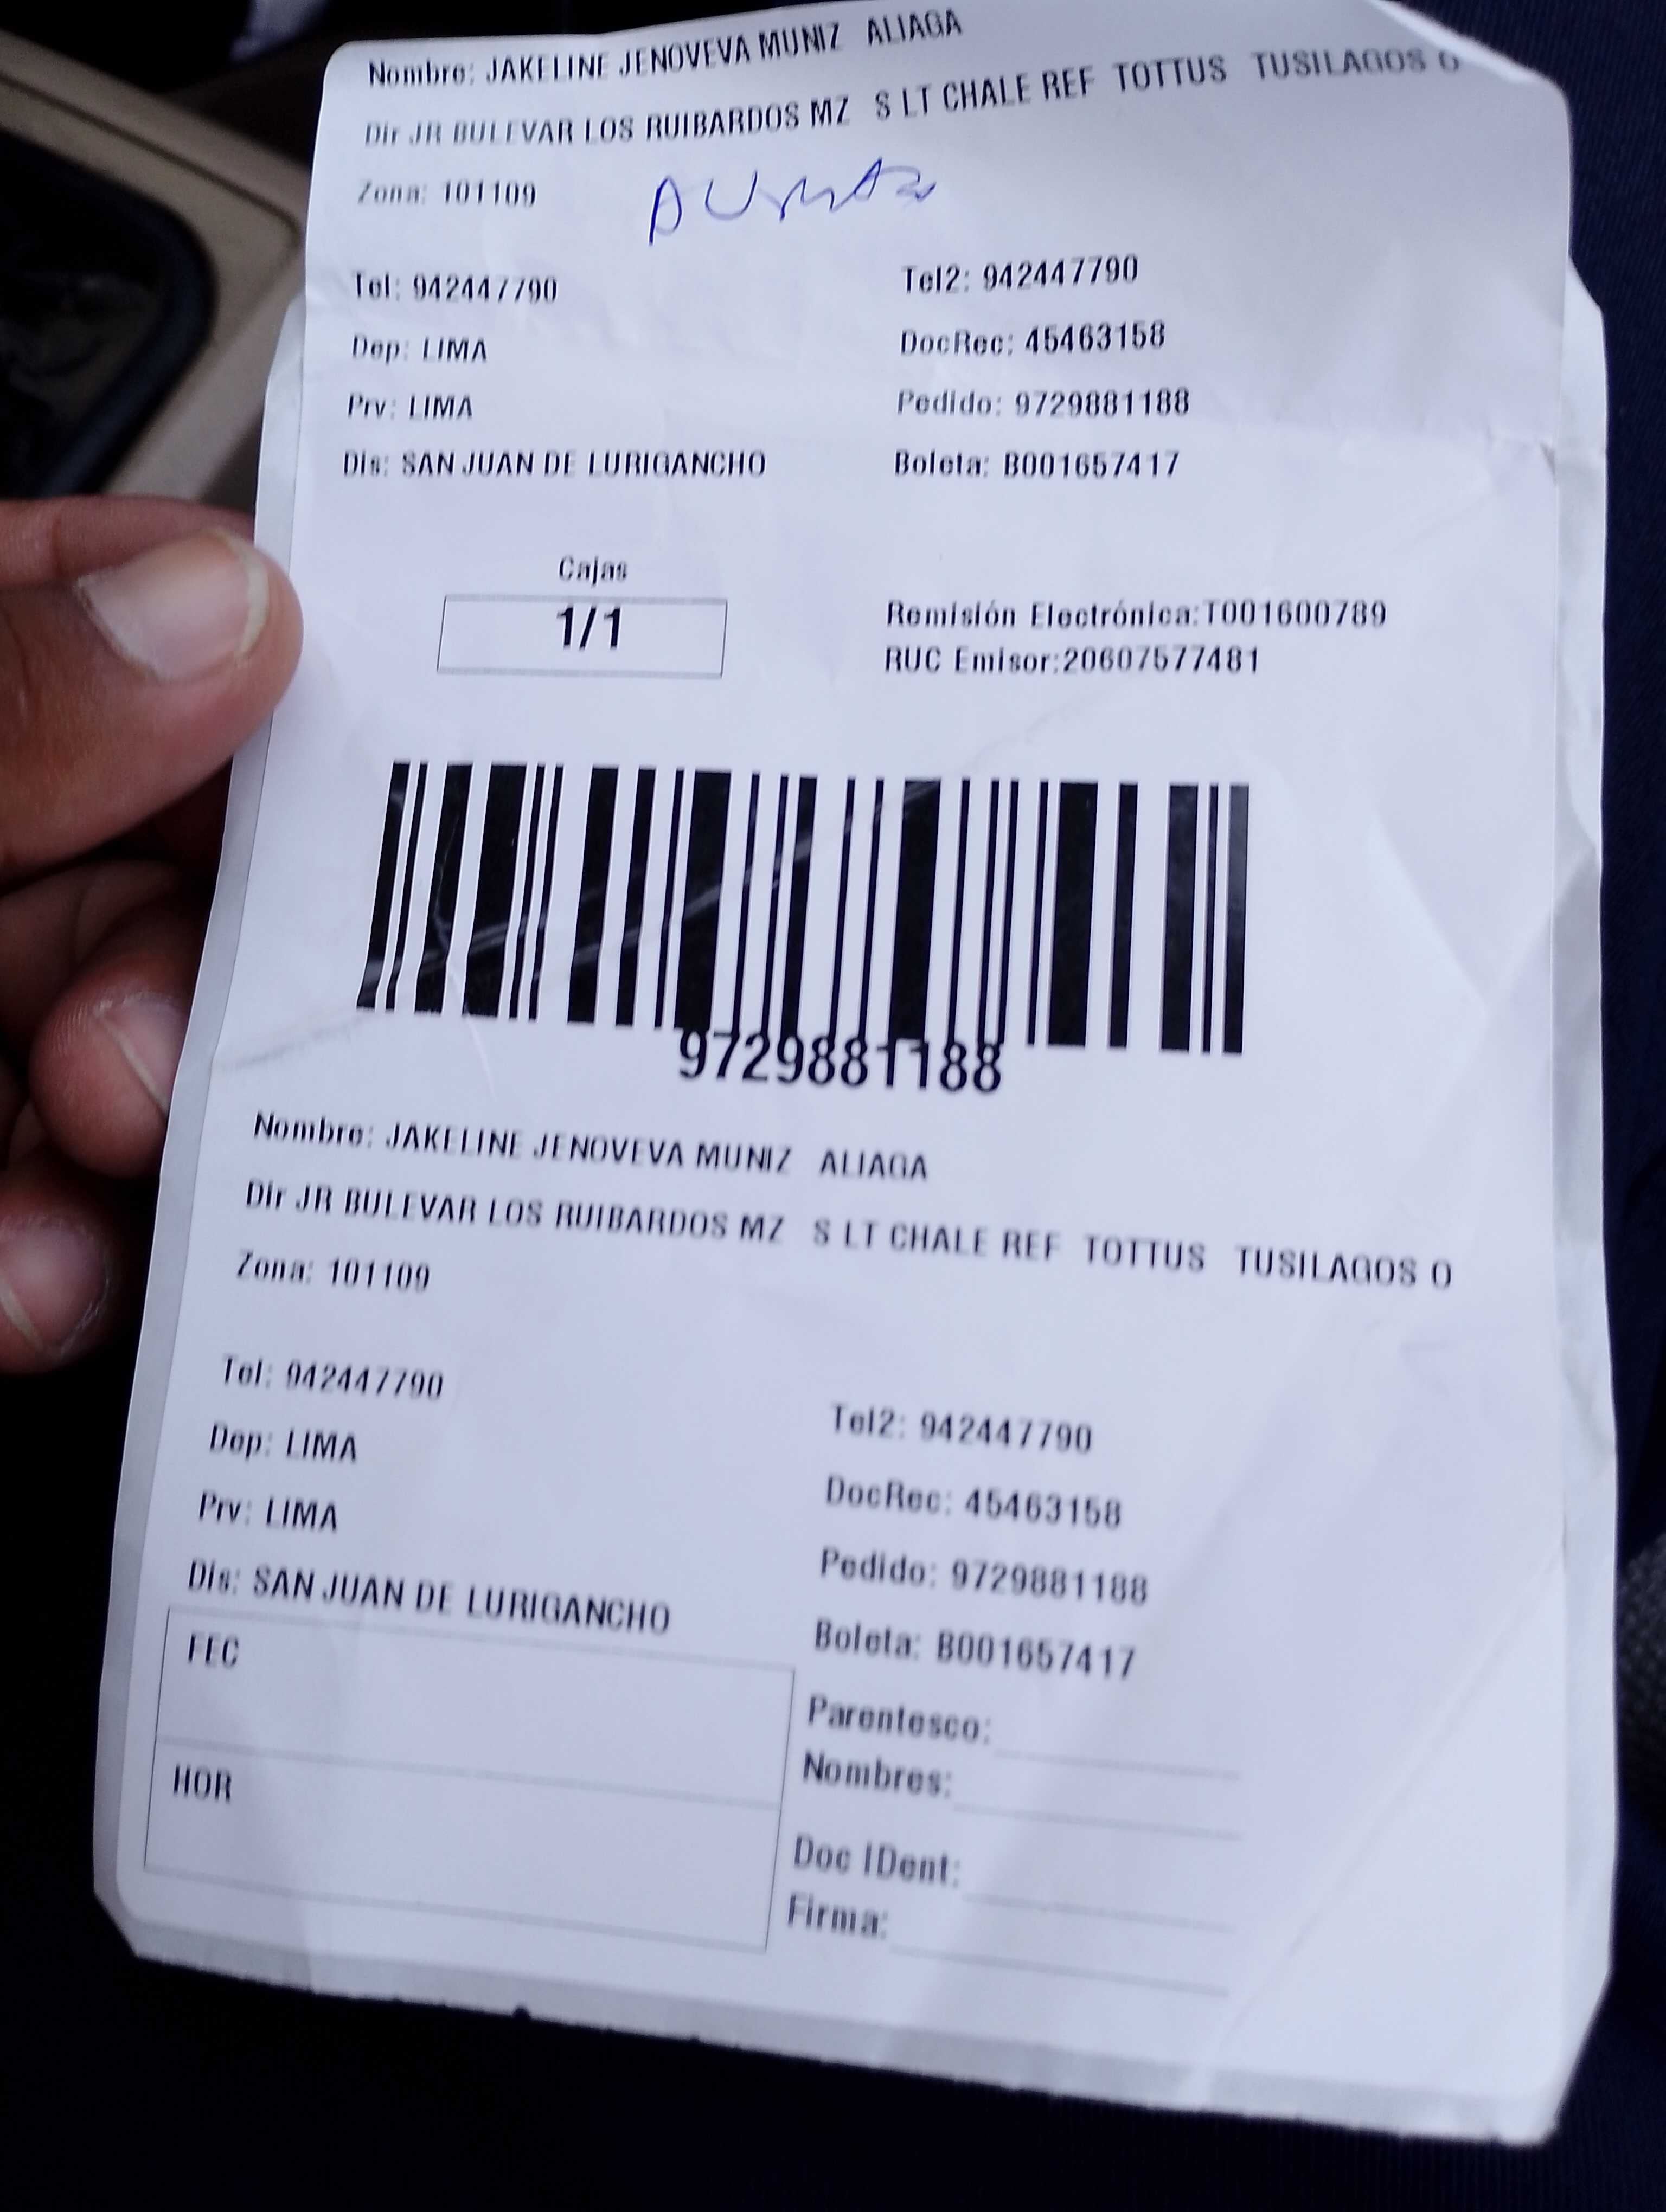 Nombre: JAKELINE JENOVEVA MUNIZ ALIAGA
Dir JR BULEVAR LOS RUIBARDOS MZ S LT CHALE REF TOTTUS TUSILAGOS O
Zona: 101109
Tel: 942447790 Tel2: 942447790
Dep: LIMA DocRec: 45463158
Prv: LIMA Pedido: 9729881188
Dis: SAN JUAN DE LURIGANCHO Boleta: B001657417
Cajas
1/1
Remisión Electrónica:T001600789
RUC Emisor:20607577481
9729881188
Nombre: JAKELINE JENOVEVA MUNIZ ALIAGA
Dir JR BULEVAR LOS RUIBARDOS MZ S LT CHALE REF TOTTUS TUSILAGOS O
Zona: 101109
Tel: 942447790 Tel2: 942447790
Dep: LIMA DocRec: 45463158
Prv: LIMA Pedido: 9729881188
Dis: SAN JUAN DE LURIGANCHO Boleta: B001657417
FEC
HOR
Parentesco:
Nombres:
Doc IDent:
Firma: